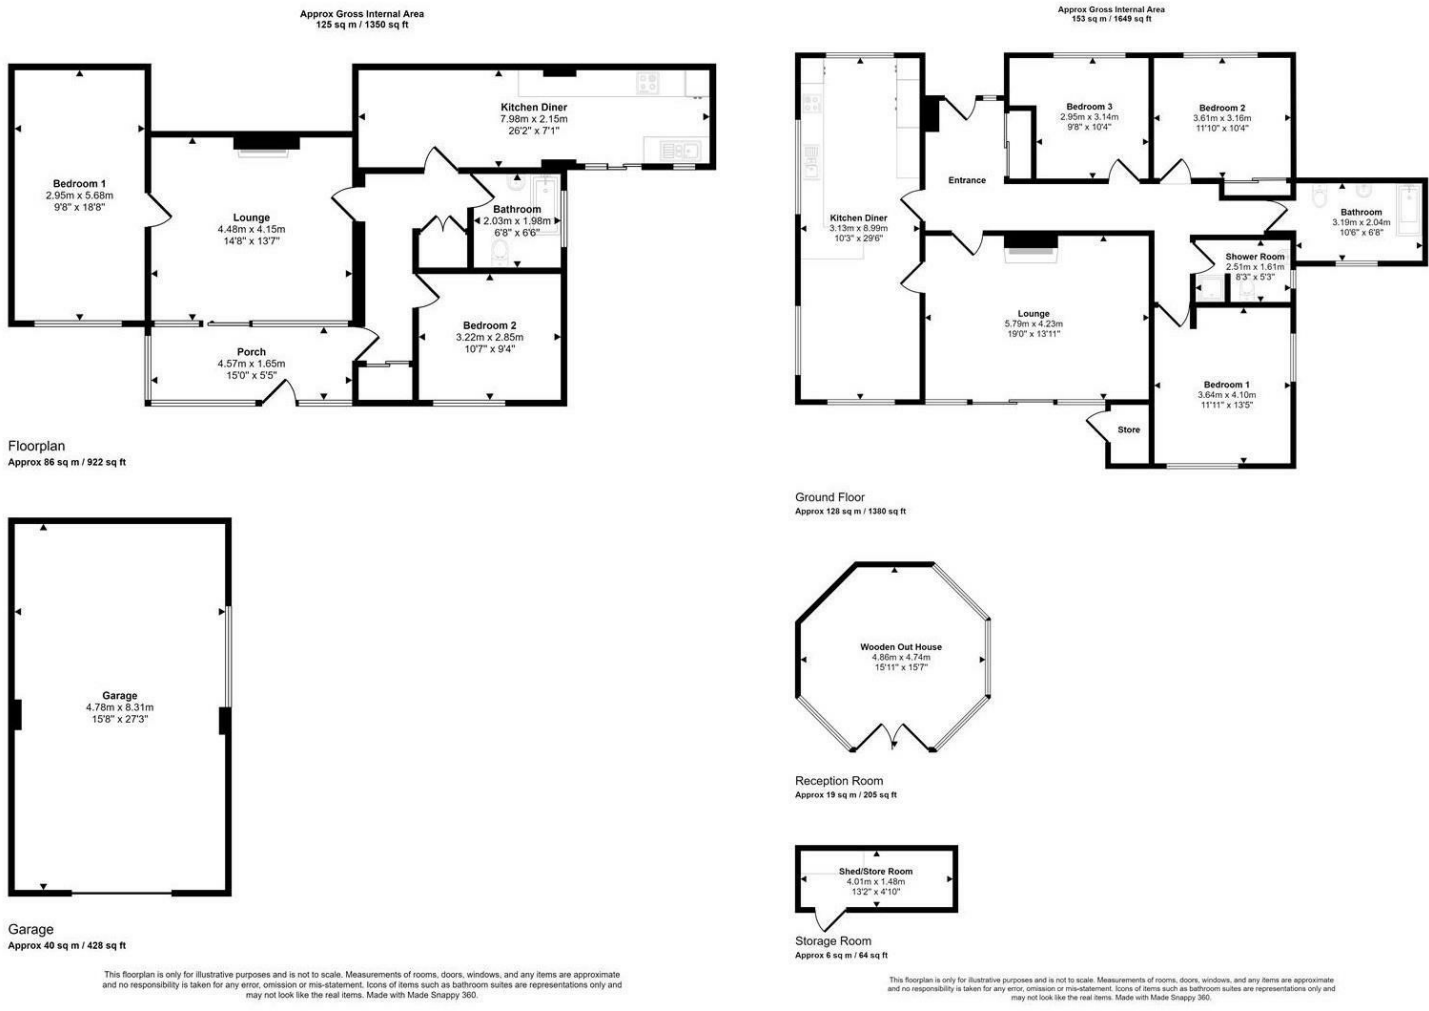 Approx Gross Internal Area
125 sq m / 1350 sq ft
Bedroom 1
2.95m x 5.68m
9'8" x 18'8"
Lounge
4.48m x 4.15m
14'8" x 13'7"
Kitchen Diner
7.98m x 2.15m
26'2" x 7'1"
Bathroom
2.03m x 1.98m
6'8" x 6'6"
Bedroom 2
3.22m x 2.85m
10'7" x 9'4"
Porch
4.57m x 1.65m
15'0" x 5'5"
Floorplan
Approx 86 sq m / 922 sq ft
Garage
4.78m x 8.31m
15'8" x 27'3"
Garage
Approx 40 sq m / 428 sq ft
This floorplan is only for illustrative purposes and is not to scale. Measurements of rooms, doors, windows, and any items are approximate
and no responsibility is taken for any error, omission or mis-statement. Icons of items such as bathroom suites are representations only and
may not look like the real items. Made with Made Snappy 360.
Approx Gross Internal Area
153 sq m / 1649 sq ft
Kitchen Diner
3.13m x 8.99m
10'3" x 29'6"
Entrance
Bedroom 3
2.95m x 3.14m
9'8" x 10'4"
Bedroom 2
3.61m x 3.16m
11'10" x 10'4"
Bathroom
3.19m x 2.04m
10'6" x 6'8"
Shower Room
2.51m x 1.61m
8'3" x 5'3"
Lounge
5.79m x 4.23m
19'0" x 13'11"
Bedroom 1
3.64m x 4.10m
11'11" x 13'5"
Store
Ground Floor
Approx 128 sq m / 1380 sq ft
Wooden Out House
4.86m x 4.74m
15'11" x 15'7"
Reception Room
Approx 19 sq m / 205 sq ft
Shed/Store Room
4.01m x 1.48m
13'2" x 4'10"
Storage Room
Approx 6 sq m / 64 sq ft
This floorplan is only for illustrative purposes and is not to scale. Measurements of rooms, doors, windows, and any items are approximate
and no responsibility is taken for any error, omission or mis-statement. Icons of items such as bathroom suites are representations only and
may not look like the real items. Made with Made Snappy 360.